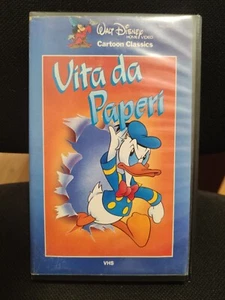 WALT DISNEY
HOME VIDEO
Cartoon Classics
Vita da
Paperi
VHS